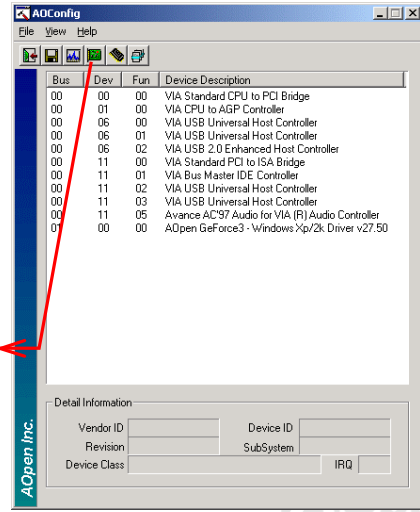 AOConfig
File View Help
Bus Dev Fun Device Description
00 00 00 VIA Standard CPU to PCI Bridge
00 01 00 VIA CPU to AGP Controller
00 06 00 VIA USB Universal Host Controller
00 06 01 VIA USB Universal Host Controller
00 06 02 VIA USB 2.0 Enhanced Host Controller
00 11 00 VIA Standard PCI to ISA Bridge
00 11 01 VIA Bus Master IDE Controller
00 11 02 VIA USB Universal Host Controller
00 11 03 VIA USB Universal Host Controller
00 11 05 Avance AC'97 Audio for VIA (R) Audio Controller
01 00 00 AOpen GeForce3 - Windows Xp/2k Driver v27.50
Detail Information
Vendor ID Device ID
Revision SubSystem
Device Class IRQ
AOpen Inc.